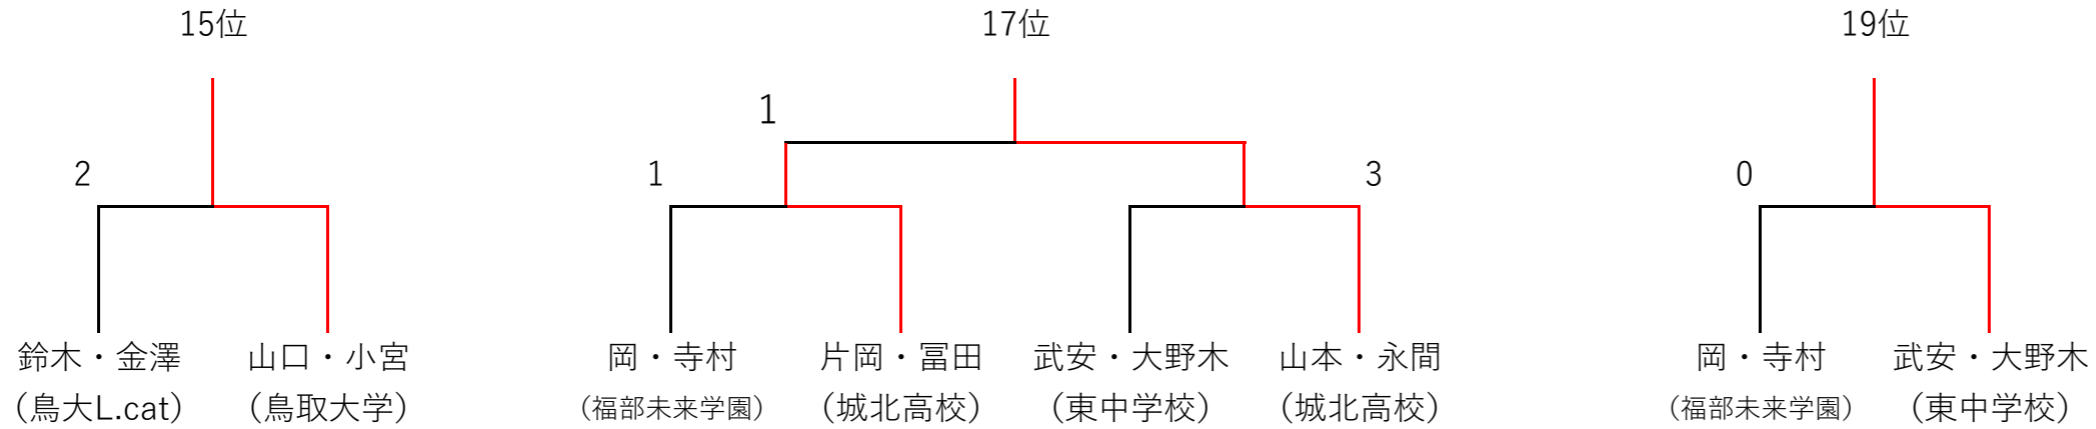 15位
17位
19位
1
2
1
3
0
鈴木・金澤
山口・小宮
岡・寺村
片岡・冨田
武安・大野木
山本・永間
岡・寺村
武安・大野木
(鳥大L.cat)
(鳥取大学)
(福部未来学園)
(城北高校)
(東中学校)
(城北高校)
(福部未来学園)
(東中学校)